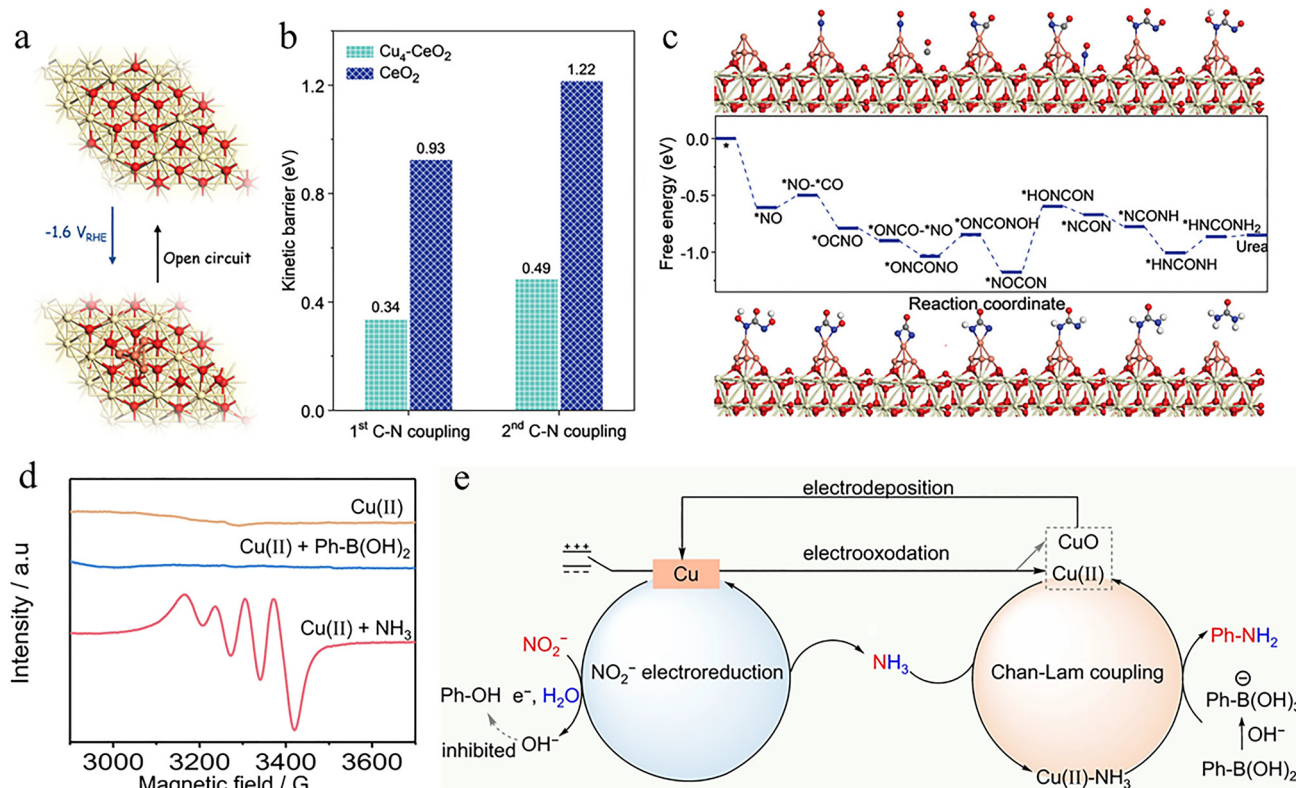 a
-1.6 V_RHE
Open circuit
b
Cu₄-CeO₂
CeO₂
Kinetic barrier (eV)
1.2
0.8
0.4
0.0
0.34
0.93
0.49
1.22
1st C-N coupling
2nd C-N coupling
c
Free energy (eV)
0.0
-0.5
-1.0
*
*NO
*NO-*CO
*OCNO
*ONCO-*NO
*ONCONO
*ONCONOH
*NOCON
*HONCON
*NCON
*NCONH
*HNCONH
*HNCONH₂
Urea
Reaction coordinate
d
Intensity / a.u
Cu(II)
Cu(II) + Ph-B(OH)₂
Cu(II) + NH₃
3000
3200
3400
3600
Magnetic field / G
e
electrodeposition
electrooxodation
+++
Cu
CuO
Cu(II)
NO₂⁻
NO₂⁻ electroreduction
Ph-OH e⁻, H₂O
inhibited
OH⁻
NH₃
Chan-Lam coupling
Ph-NH₂
⊖
Ph-B(OH)₃
OH⁻
Ph-B(OH)₂
Cu(II)-NH₃